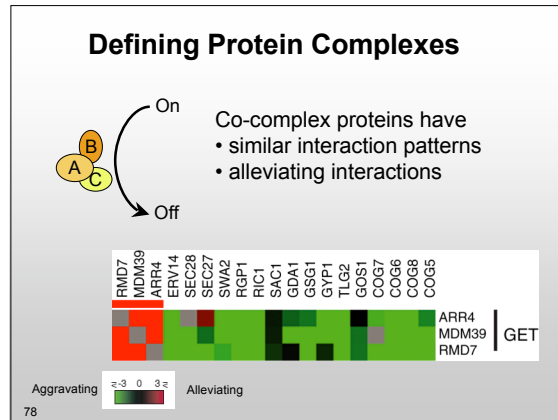 Defining Protein Complexes
On
B
A
C
Off
Co-complex proteins have
• similar interaction patterns
• alleviating interactions
RMD7
MDM39
ARR4
ERV14
SEC28
SEC27
SWA2
RGP1
RIC1
SAC1
GDA1
GSG1
GYP1
TLG2
GOS1
COG7
COG6
COG8
COG5
ARR4
MDM39
RMD7
GET
Aggravating
≤-3 0 3≥
Alleviating
78